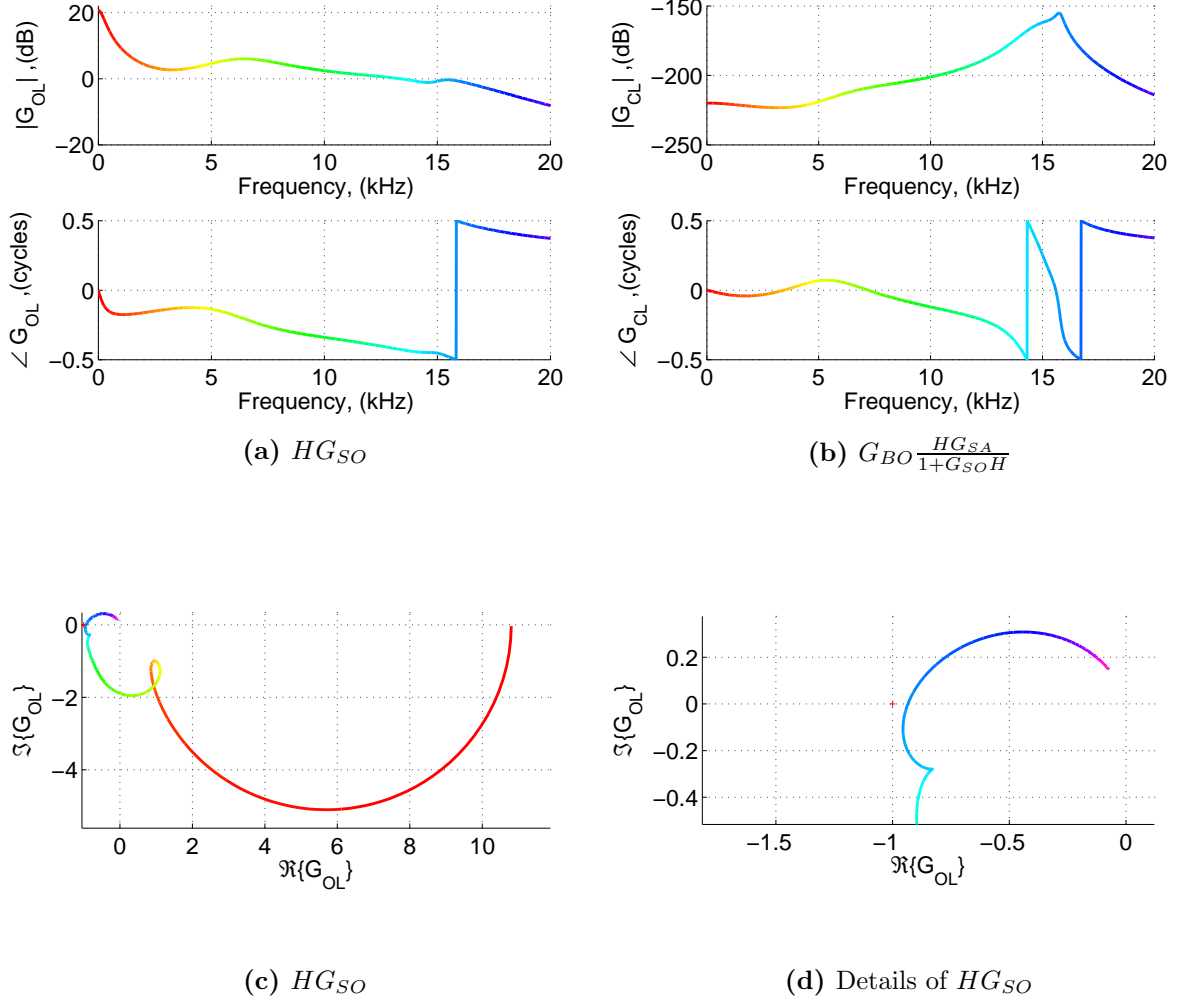 20
0
−20
|G_OL| ,(dB)
0 5 10 15 20
Frequency, (kHz)
−150
−200
−250
|G_CL| ,(dB)
0 5 10 15 20
Frequency, (kHz)
0.5
0
−0.5
∠ G_OL ,(cycles)
0 5 10 15 20
Frequency, (kHz)
0.5
0
−0.5
∠ G_CL ,(cycles)
0 5 10 15 20
Frequency, (kHz)
(a) HG_SO
(b) G_BO HG_SA / 1+G_SO H
0
−2
−4
ℑ{G_OL}
0 2 4 6 8 10
ℜ{G_OL}
0.2
0
−0.2
−0.4
ℑ{G_OL}
−1.5 −1 −0.5 0
ℜ{G_OL}
(c) HG_SO
(d) Details of HG_SO